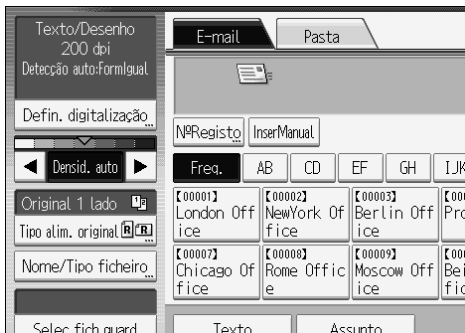 Texto/Desenho
200 dpi
Detecção auto:FormIgual
Defin. digitalização
Densid. auto
Original 1 lado
Tipo alim. original
Nome/Tipo ficheiro
Selec fich guard
E-mail Pasta
NºRegisto InserManual
Freq. AB CD EF GH IJK
【00001】 【00002】 【00003】
London Off NewYork Of Berlin Off
ice ffice ice
【00007】 【00008】 【00009】
Chicago Of Rome Offic Moscow Off
fice e ice
Texto Assunto